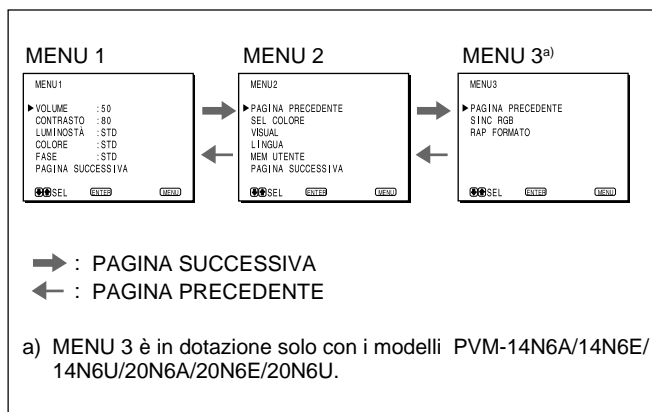 MENU 1
MENU1
▶VOLUME :50
CONTRASTO :80
LUMINOSTÀ :STD
COLORE :STD
FASE :STD
PAGINA SUCCESSIVA
SEL ENTER MENU
MENU 2
MENU2
▶PAGINA PRECEDENTE
SEL COLORE
VISUAL
LINGUA
MEM UTENTE
PAGINA SUCCESSIVA
SEL ENTER MENU
MENU 3a)
MENU3
▶PAGINA PRECEDENTE
SINC RGB
RAP FORMATO
SEL ENTER MENU
: PAGINA SUCCESSIVA
: PAGINA PRECEDENTE
a) MENU 3 è in dotazione solo con i modelli PVM-14N6A/14N6E/
14N6U/20N6A/20N6E/20N6U.